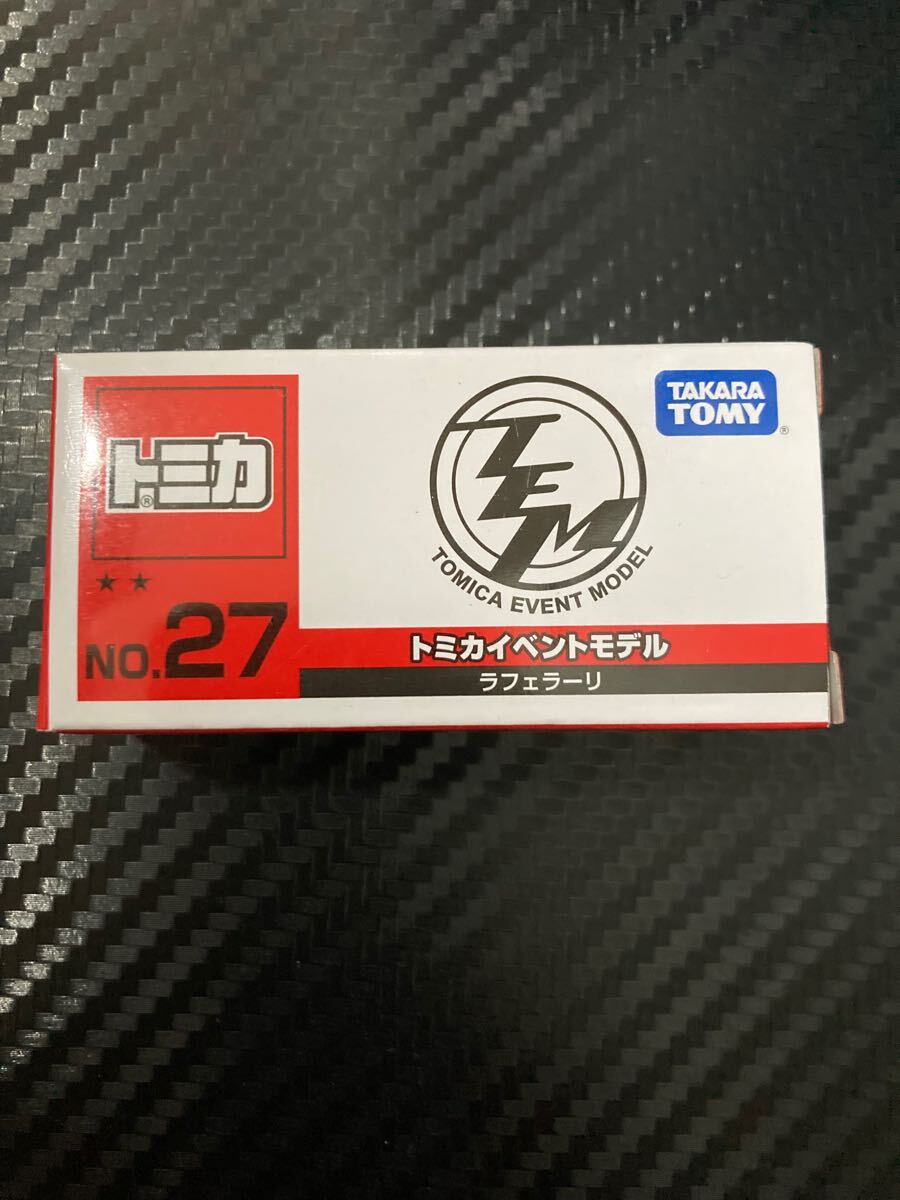 トミカ
®
★★
NO.27
TEM
TOMICA EVENT MODEL
TAKARA
TOMY
®
トミカイベントモデル
ラフェラーリ